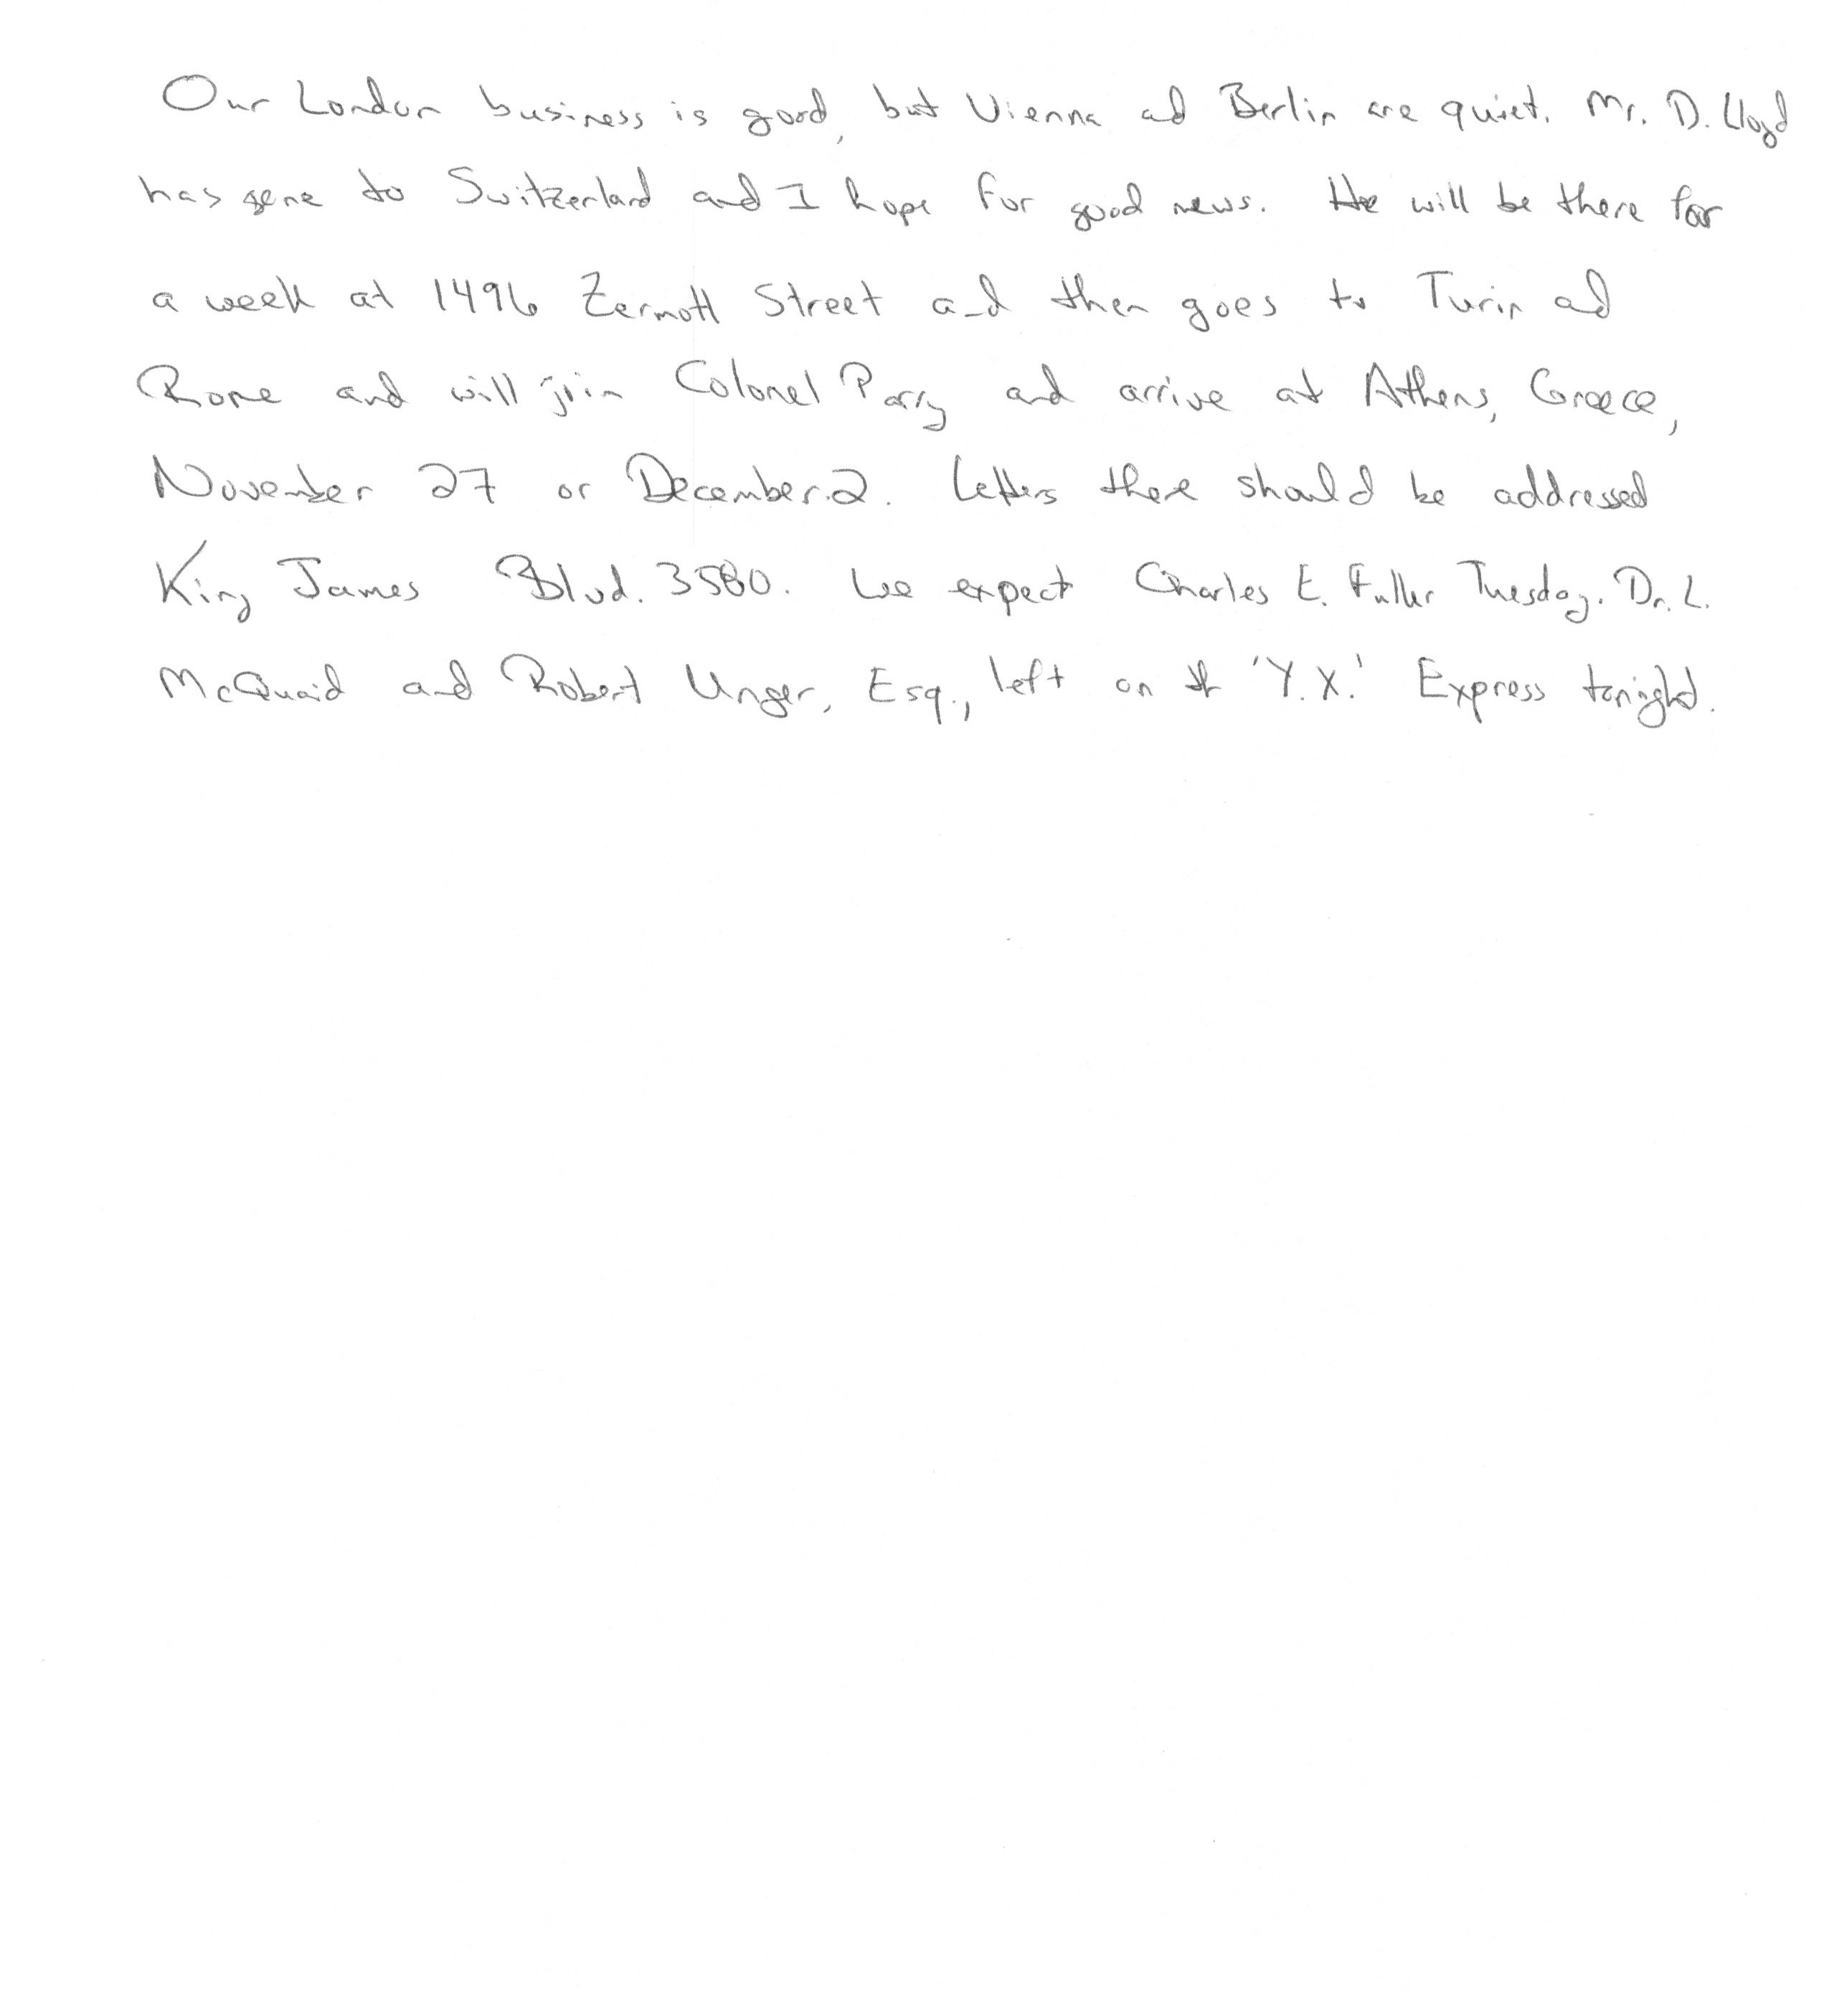 Our London business is good, but Vienna and Berlin are quiet. Mr. D. Lloyd
has gone to Switzerland and I hope for good news. He will be there for
a week at 1496 Zermott Street and then goes to Turin and
Rome and will join Colonel Parry and arrive at Athens, Greece,
November 27 or December 2. Letters there should be addressed
King James Blvd. 3580. We expect Charles E. Fuller Tuesday. Dr. L.
McQuaid and Robert Unger, Esq., left on the 'Y.X.' Express tonight.